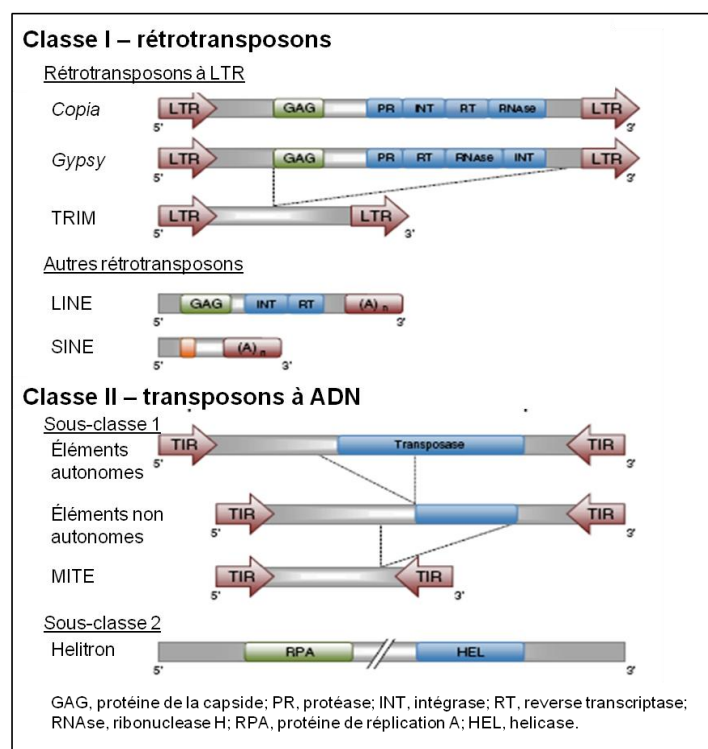 Classe I – rétrotransposons
Rétrotransposons à LTR
Copia
LTR GAG PR INT RT RNAse LTR
5' 3'
Gypsy
LTR GAG PR RT RNAse INT LTR
5' 3'
TRIM
LTR LTR
5' 3'
Autres rétrotransposons
LINE
GAG INT RT (A) n
5' 3'
SINE
(A) n
5' 3'
Classe II – transposons à ADN
Sous-classe 1
Éléments autonomes
TIR Transposase TIR
5' 3'
Éléments non autonomes
TIR TIR
5' 3'
MITE
TIR TIR
5' 3'
Sous-classe 2
Helitron
RPA HEL
5' 3'
GAG, protéine de la capside; PR, protéase; INT, intégrase; RT, reverse transcriptase;
RNAse, ribonuclease H; RPA, protéine de réplication A; HEL, helicase.